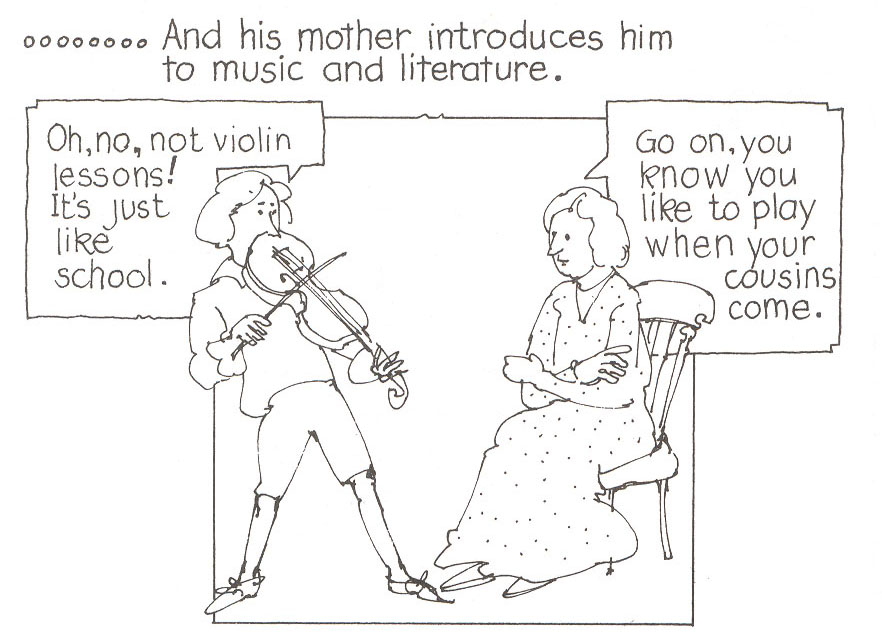 ........ And his mother introduces him
to music and literature.
Oh, no, not violin
lessons!
It's just
like
school.
Go on, you
know you
like to play
when your
cousins
come.